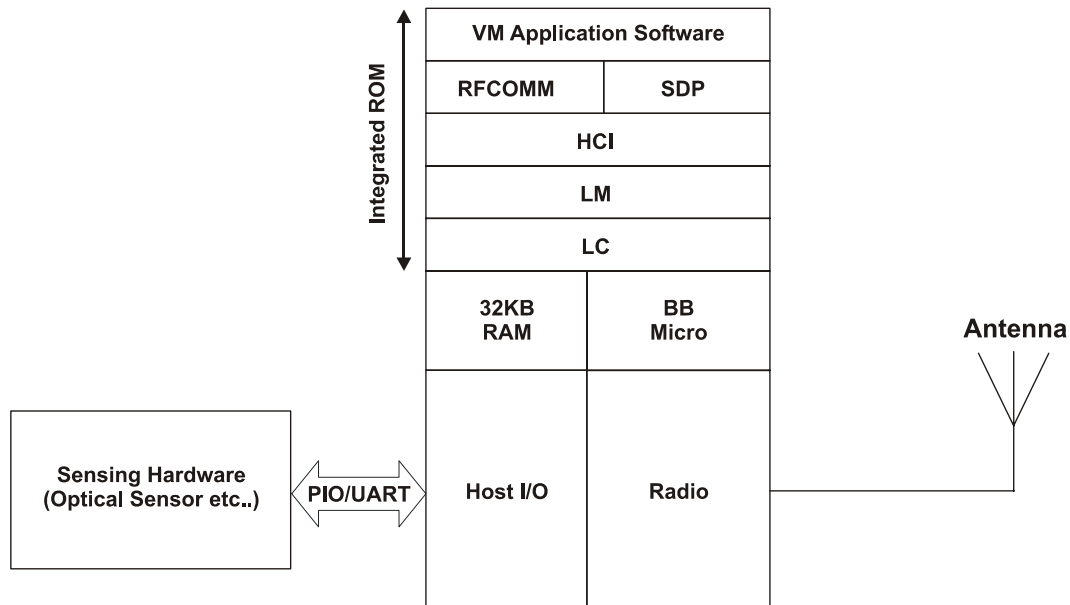 VM Application Software
RFCOMM
SDP
HCI
LM
LC
Integrated ROM
32KB
RAM
BB
Micro
Antenna
Sensing Hardware
(Optical Sensor etc..)
PIO/UART
Host I/O
Radio